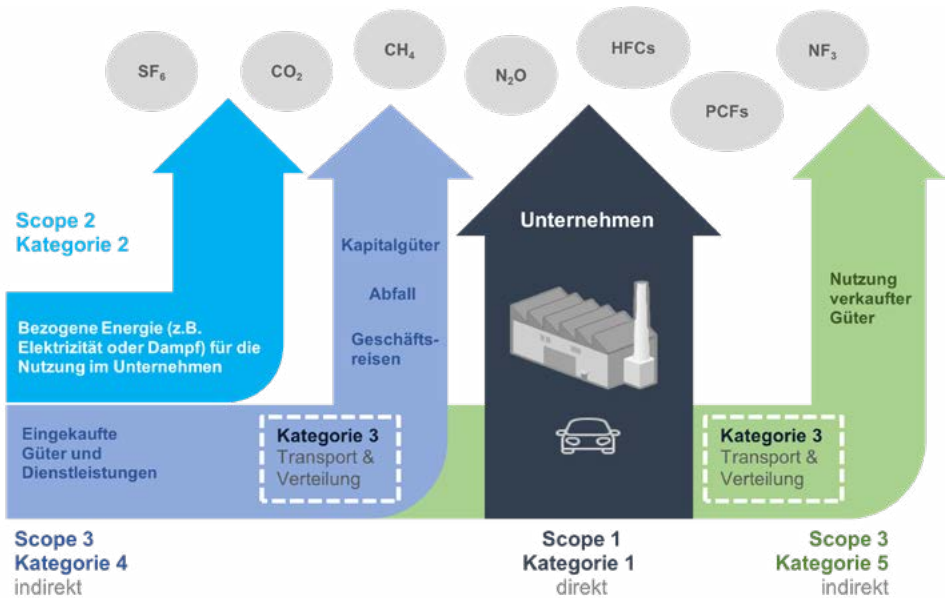 SF₆
CO₂
CH₄
N₂O
HFCs
PCFs
NF₃
Scope 2
Kategorie 2
Bezogene Energie (z.B.
Elektrizität oder Dampf) für die
Nutzung im Unternehmen
Kapitalgüter
Abfall
Geschäfts-
reisen
Unternehmen
Nutzung
verkaufter
Güter
Eingekaufte
Güter und
Dienstleistungen
Kategorie 3
Transport &
Verteilung
Kategorie 3
Transport &
Verteilung
Scope 3
Kategorie 4
indirekt
Scope 1
Kategorie 1
direkt
Scope 3
Kategorie 5
indirekt